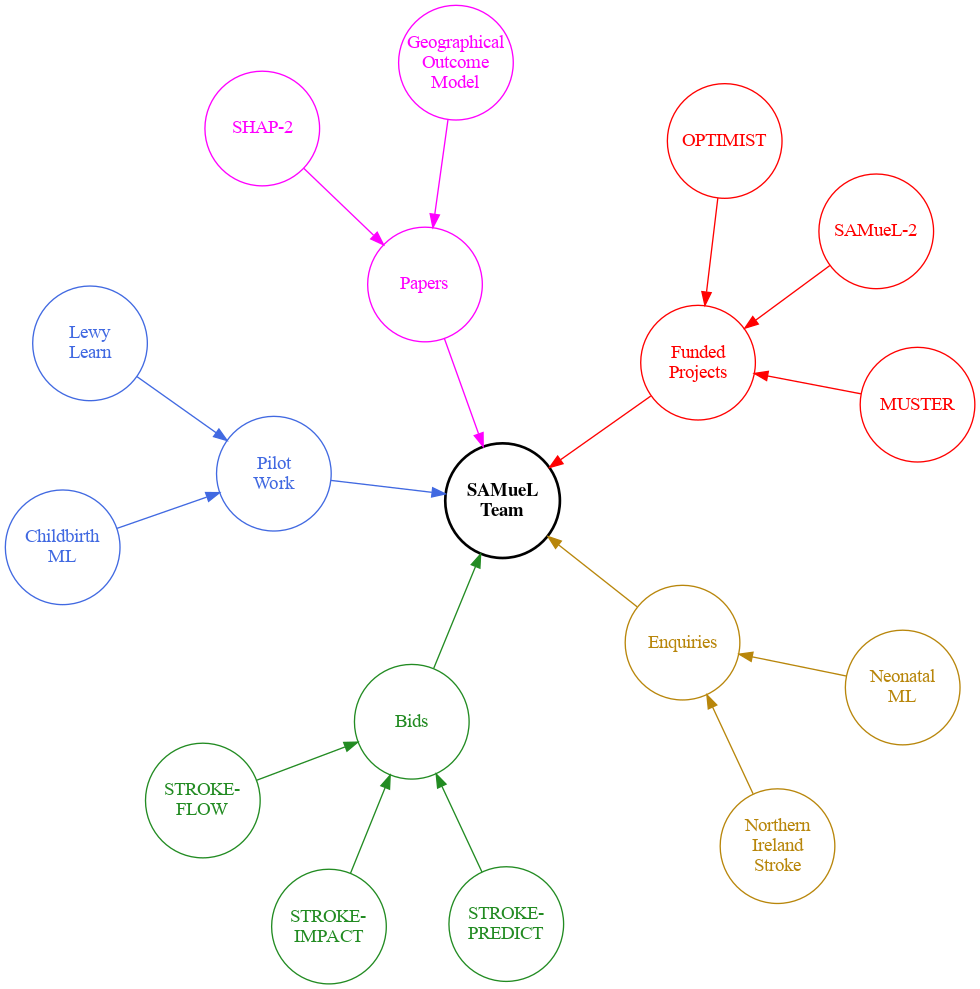 Geographical
Outcome
Model
SHAP-2
OPTIMIST
SAMueL-2
Papers
Lewy
Learn
Funded
Projects
MUSTER
Pilot
Work
SAMueL
Team
Childbirth
ML
Enquiries
Neonatal
ML
Bids
STROKE-
FLOW
Northern
Ireland
Stroke
STROKE-
IMPACT
STROKE-
PREDICT